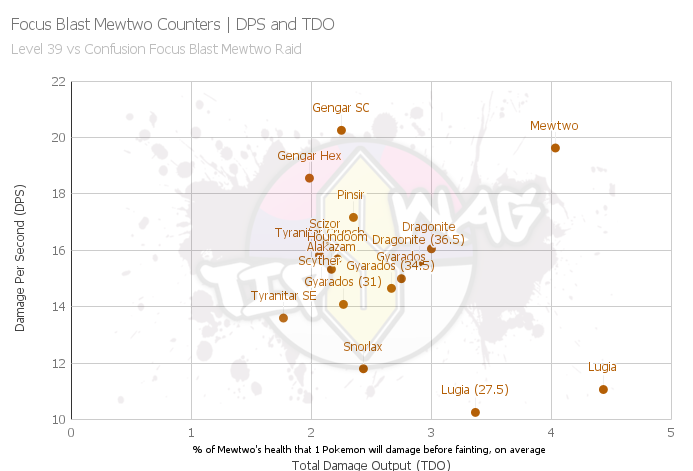 Focus Blast Mewtwo Counters | DPS and TDO
Level 39 vs Confusion Focus Blast Mewtwo Raid
22
20
18
16
14
12
10
Damage Per Second (DPS)
Gengar SC
Mewtwo
Gengar Hex
Pinsir
Scizor
Dragonite
Tyranitar Crunch
Houndoom
Dragonite (36.5)
Alakazam
Gyarados
Scyther
Gyarados (34.5)
Gyarados (31)
Tyranitar SE
Snorlax
Lugia
Lugia (27.5)
WAG
0
1
2
3
4
5
% of Mewtwo's health that 1 Pokemon will damage before fainting, on average
Total Damage Output (TDO)